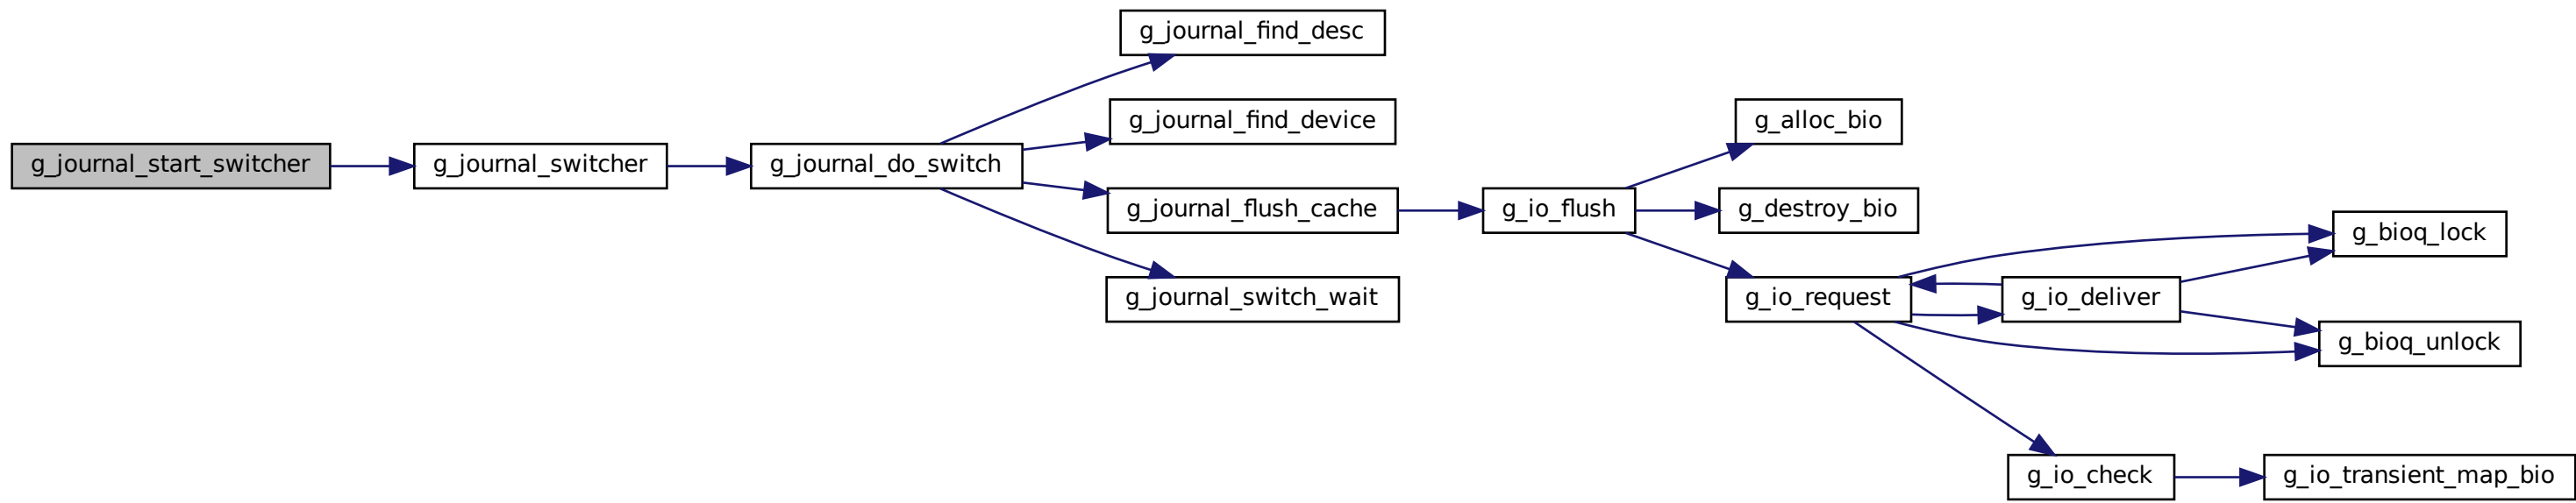 g_journal_start_switcher
g_journal_switcher
g_journal_do_switch
g_journal_find_desc
g_journal_find_device
g_journal_flush_cache
g_journal_switch_wait
g_io_flush
g_alloc_bio
g_destroy_bio
g_io_request
g_io_deliver
g_bioq_lock
g_bioq_unlock
g_io_check
g_io_transient_map_bio